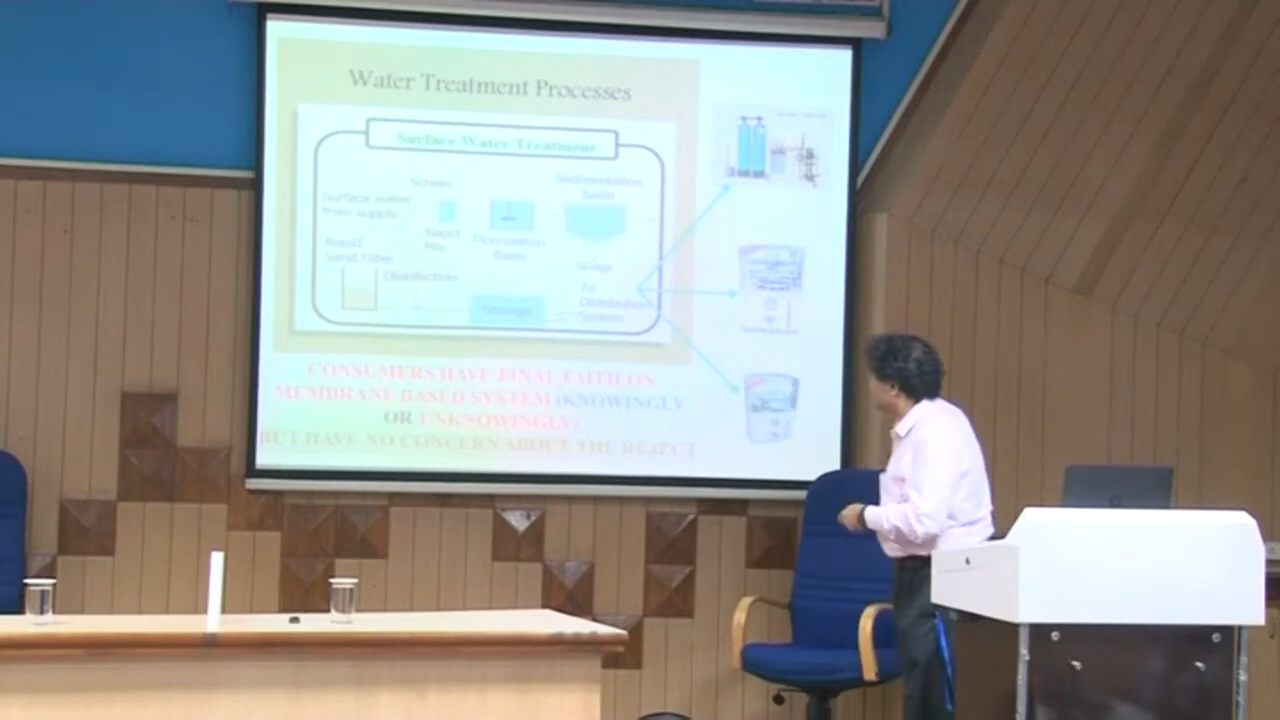 Water Treatment Processes
Surface Water Treatment
Screen
Sedimentation
basin
Surface water
from supply
Rapid
Mix
Flocculation
Basin
Rapid
Sand Filter
Disinfection
Sludge
To
Distribution
System
Storage
CONSUMERS HAVE FINAL FAITH ON
MEMBRANE BASED SYSTEM (KNOWINGLY
OR UNKNOWINGLY)
BUT HAVE NO CONCERN ABOUT THE REJECT